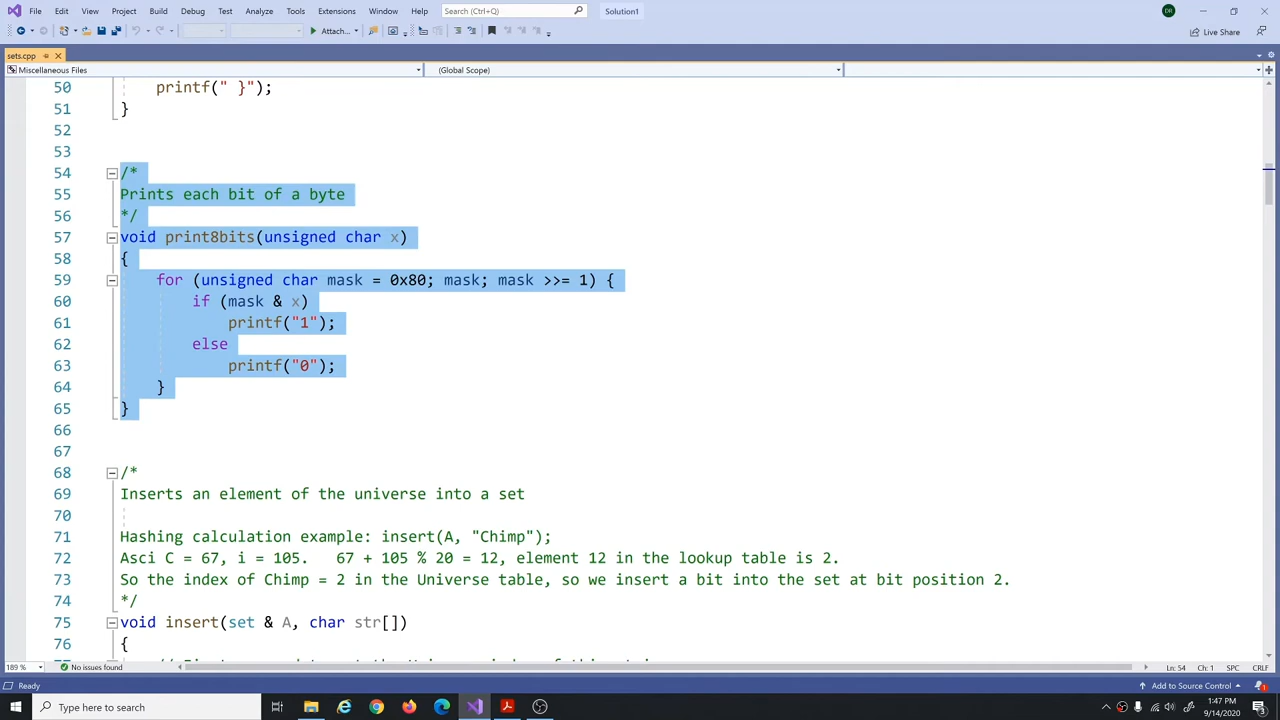 File Edit View Project Build Debug Test Analyze Tools Extensions Window Help Search (Ctrl+Q) Solution1 DR
Attach... Live Share
sets.cpp
Miscellaneous Files (Global Scope)
50 printf(" }");
51 }
52
53
54 /*
55 Prints each bit of a byte
56 */
57 void print8bits(unsigned char x)
58 {
59 for (unsigned char mask = 0x80; mask; mask >>= 1) {
60 if (mask & x)
61 printf("1");
62 else
63 printf("0");
64 }
65 }
66
67
68 /*
69 Inserts an element of the universe into a set
70
71 Hashing calculation example: insert(A, "Chimp");
72 Asci C = 67, i = 105. 67 + 105 % 20 = 12, element 12 in the lookup table is 2.
73 So the index of Chimp = 2 in the Universe table, so we insert a bit into the set at bit position 2.
74 */
75 void insert(set & A, char str[])
76 {
189 % No issues found Ln: 54 Ch: 1 SPC CRLF
Ready Add to Source Control 1
Type here to search 1:47 PM
9/14/2020